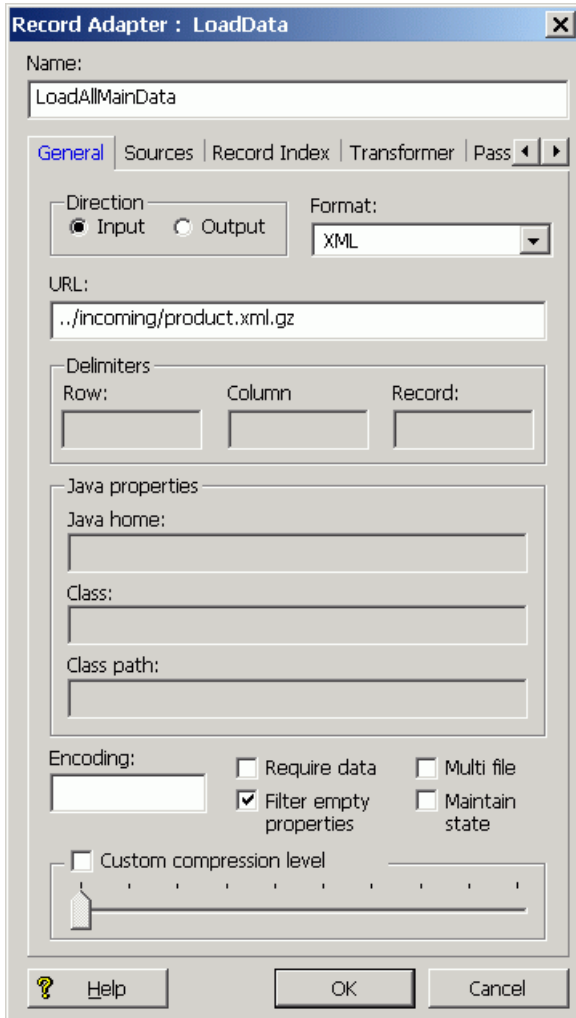 Record Adapter : LoadData
Name:
LoadAllMainData
General Sources Record Index Transformer Pass
Direction
Input Output
Format:
XML
URL:
../incoming/product.xml.gz
Delimiters
Row: Column Record:
Java properties
Java home:
Class:
Class path:
Encoding:
Require data Multi file
Filter empty properties
Maintain state
Custom compression level
? Help OK Cancel